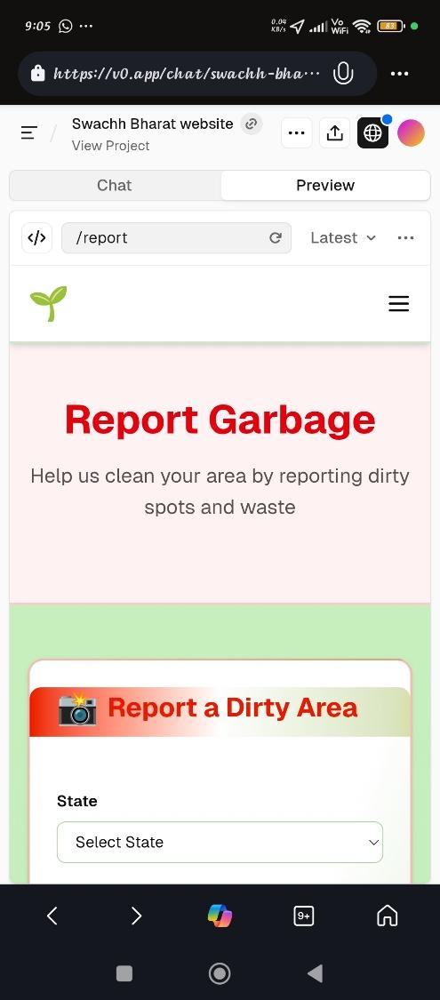 9:05
0.04
KB/s
Vo
WiFi
83
https://v0.app/chat/swachh-bha...
Swachh Bharat website
View Project
Chat
Preview
/report
Latest
Report Garbage
Help us clean your area by reporting dirty
spots and waste
Report a Dirty Area
State
Select State
9+